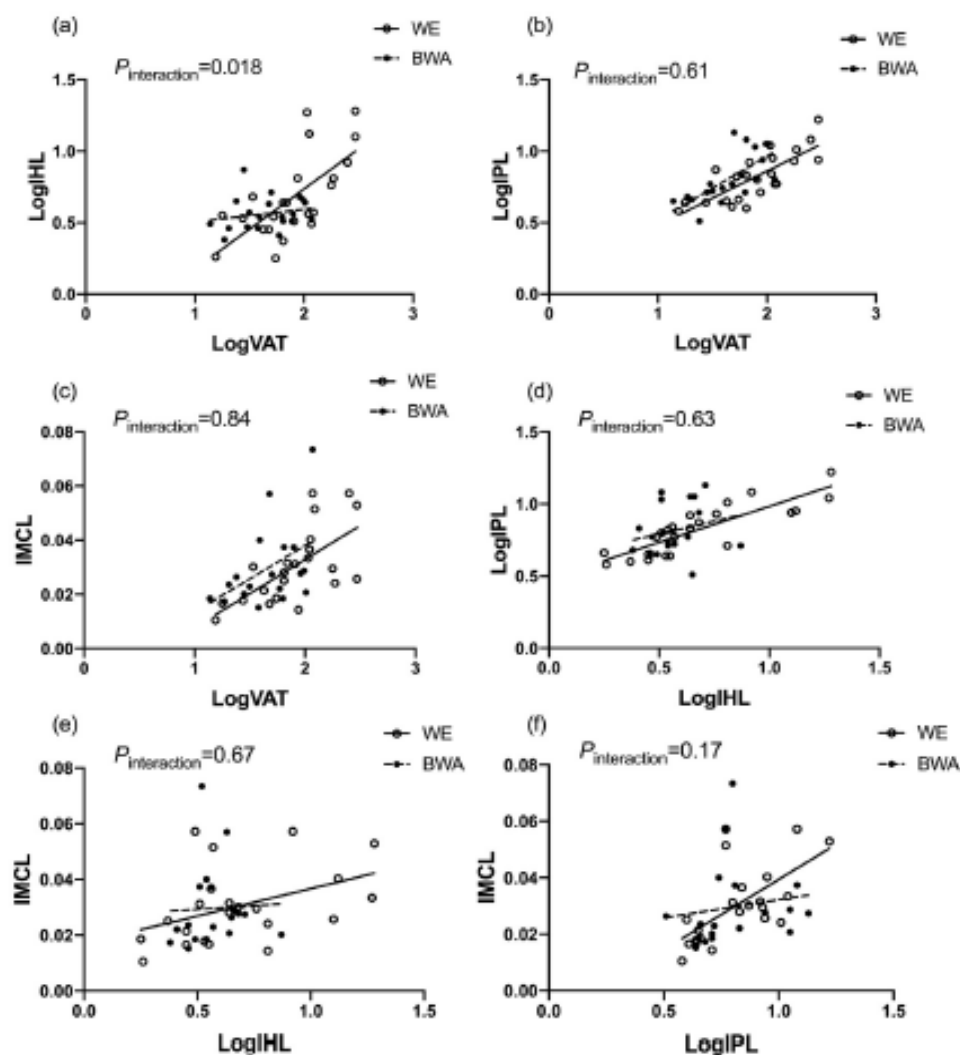 (a)
WE
BWA
Pinteraction=0.018
1.5
1.0
0.5
0.0
LogIHL
0
1
2
3
LogVAT
(b)
WE
BWA
Pinteraction=0.61
1.5
1.0
0.5
0.0
LogIPL
0
1
2
3
LogVAT
(c)
WE
BWA
Pinteraction=0.84
0.08
0.06
0.04
0.02
0.00
IMCL
0
1
2
3
LogVAT
(d)
WE
BWA
Pinteraction=0.63
1.5
1.0
0.5
0.0
LogIPL
0.0
0.5
1.0
1.5
LogIHL
(e)
WE
BWA
Pinteraction=0.67
0.08
0.06
0.04
0.02
0.00
IMCL
0.0
0.5
1.0
1.5
LogIHL
(f)
WE
BWA
Pinteraction=0.17
0.08
0.06
0.04
0.02
0.00
IMCL
0.0
0.5
1.0
1.5
LogIPL